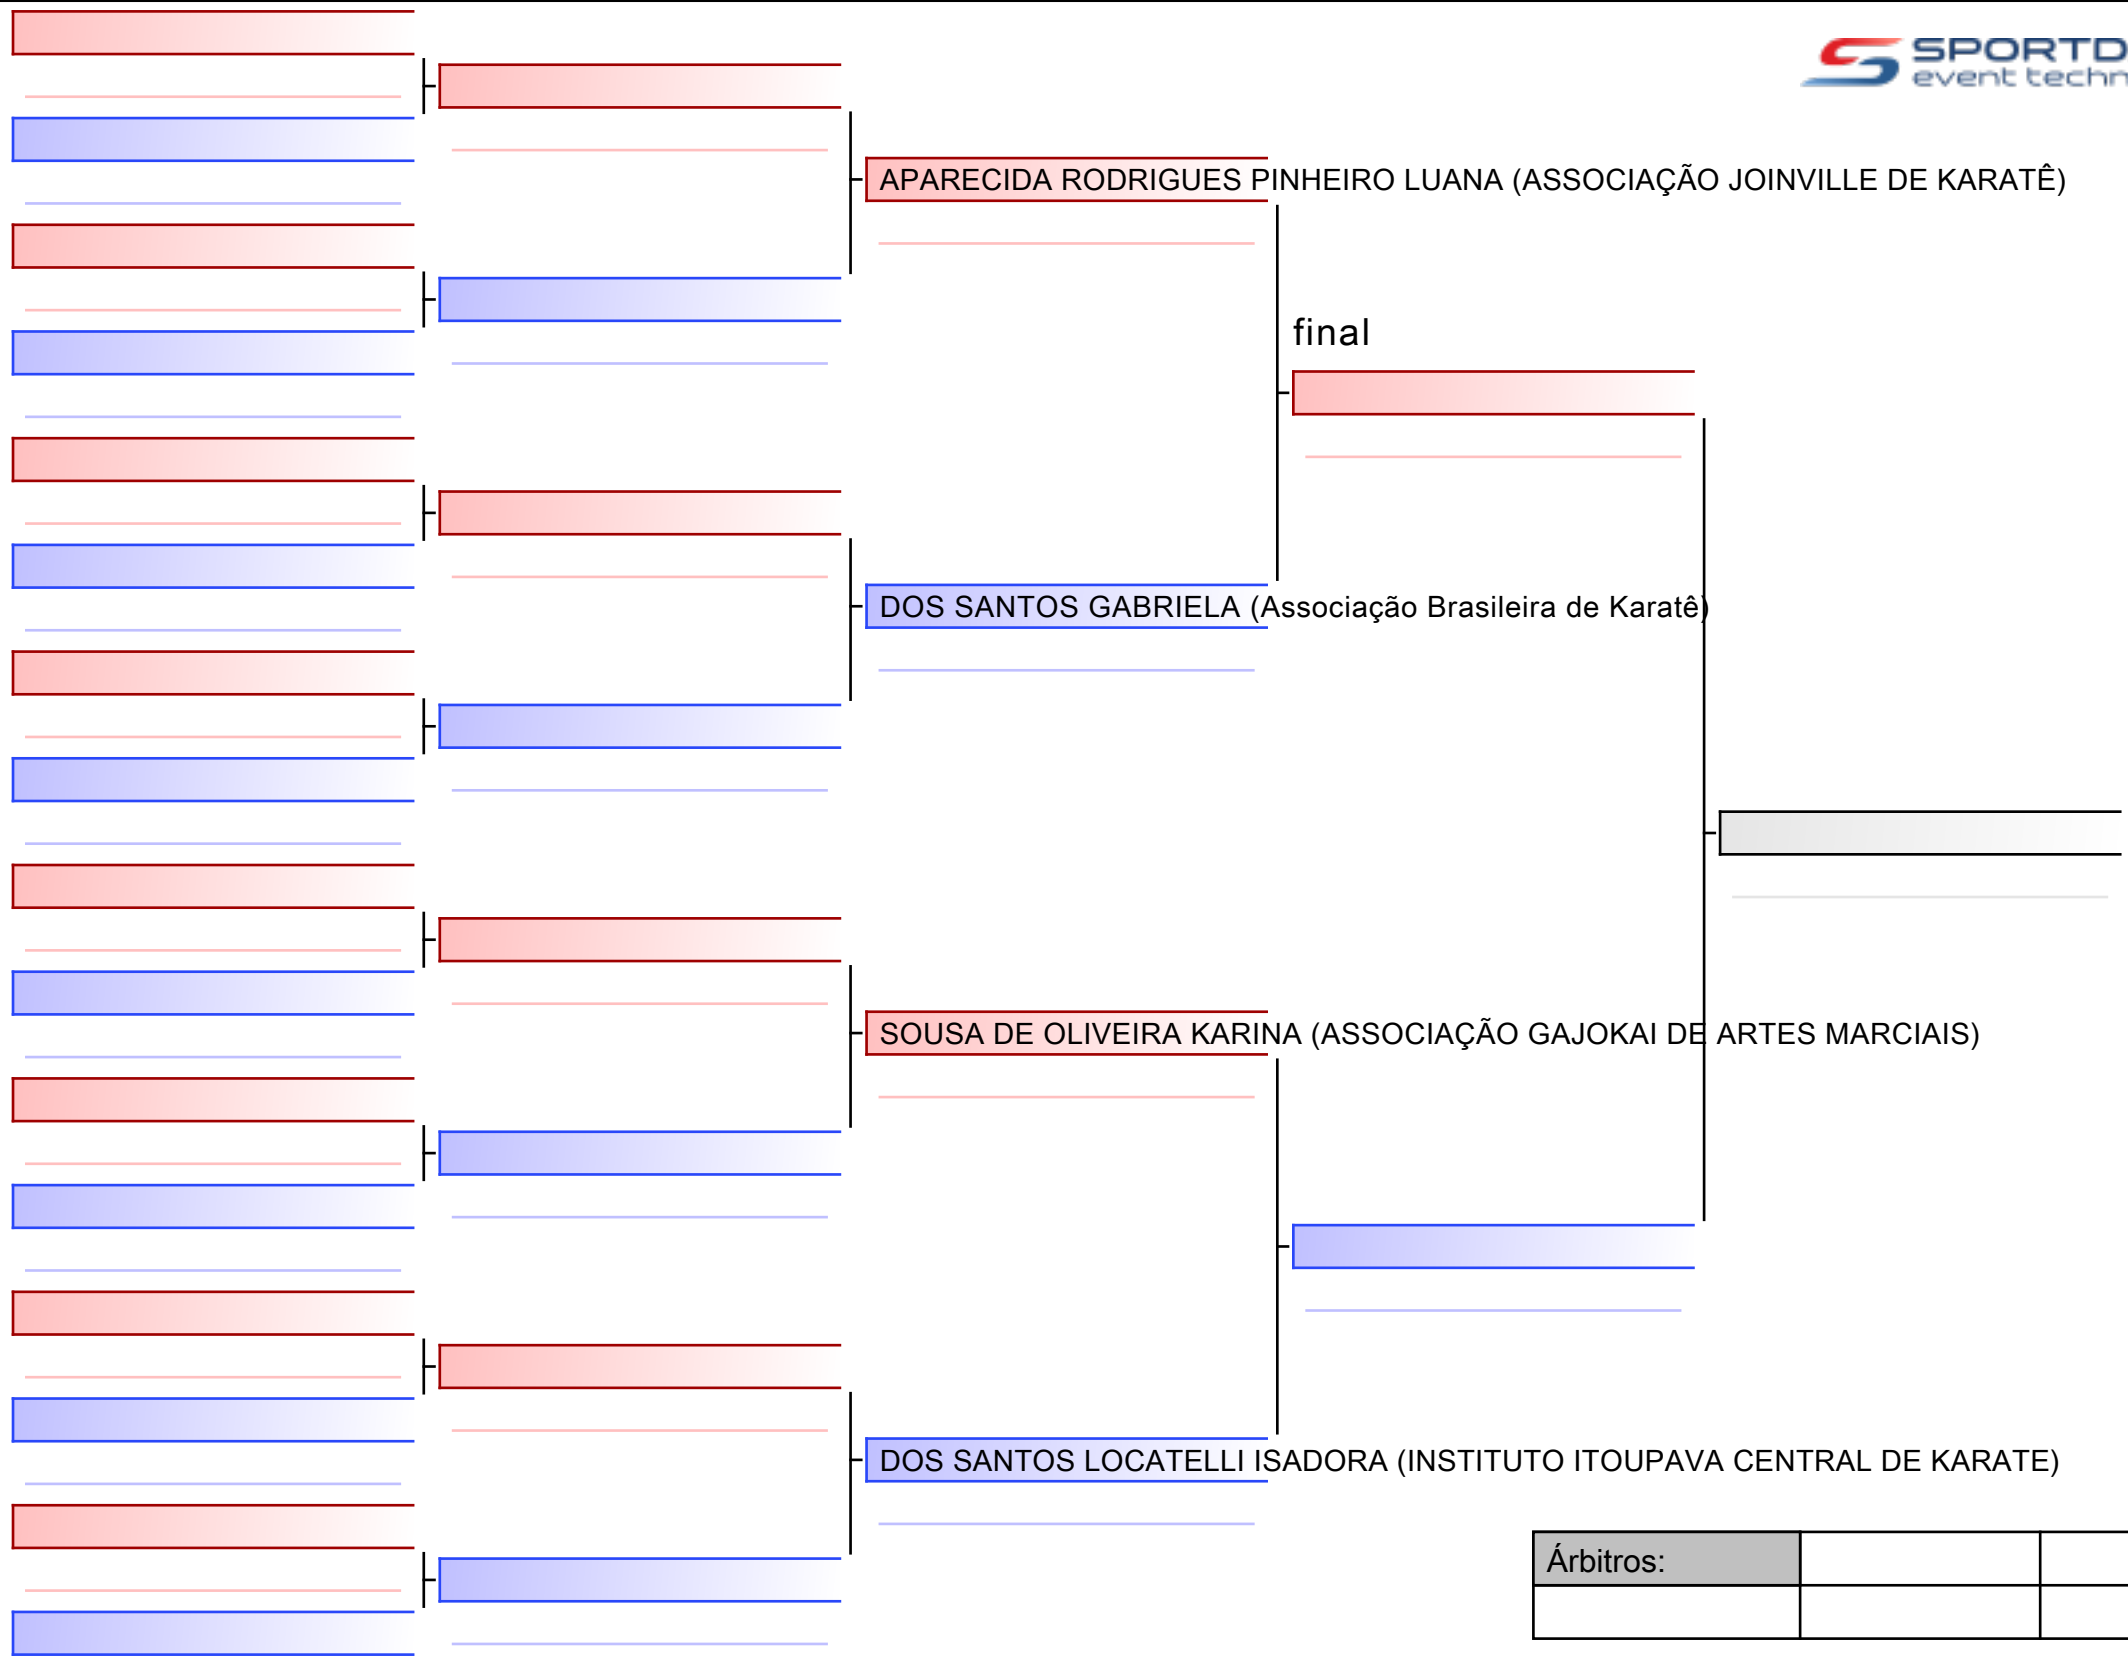 SPORTD
event techn
APARECIDA RODRIGUES PINHEIRO LUANA (ASSOCIAÇÃO JOINVILLE DE KARATÊ)
final
DOS SANTOS GABRIELA (Associação Brasileira de Karatê)
SOUSA DE OLIVEIRA KARINA (ASSOCIAÇÃO GAJOKAI DE ARTES MARCIAIS)
DOS SANTOS LOCATELLI ISADORA (INSTITUTO ITOUPAVA CENTRAL DE KARATE)
Árbitros: